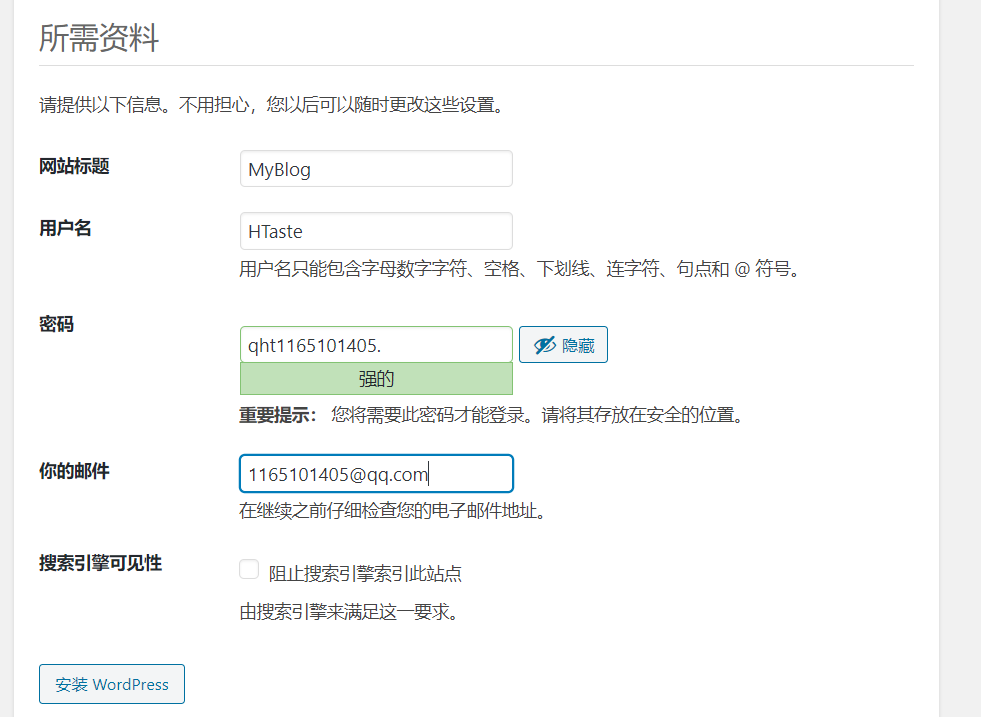 所需资料
请提供以下信息。不用担心，您以后可以随时更改这些设置。
网站标题
MyBlog
用户名
HTaste
用户名只能包含字母数字字符、空格、下划线、连字符、句点和 @ 符号。
密码
qht1165101405.
隐藏
强的
重要提示： 您将需要此密码才能登录。请将其存放在安全的位置。
你的邮件
1165101405@qq.com
在继续之前仔细检查您的电子邮件地址。
搜索引擎可见性
阻止搜索引擎索引此站点
由搜索引擎来满足这一要求。
安装 WordPress